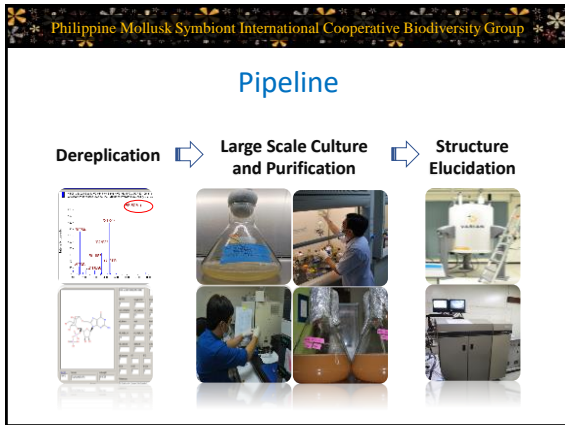 Philippine Mollusk Symbiont International Cooperative Biodiversity Group
Pipeline
Dereplication
Large Scale Culture
and Purification
Structure
Elucidation
VARIAN